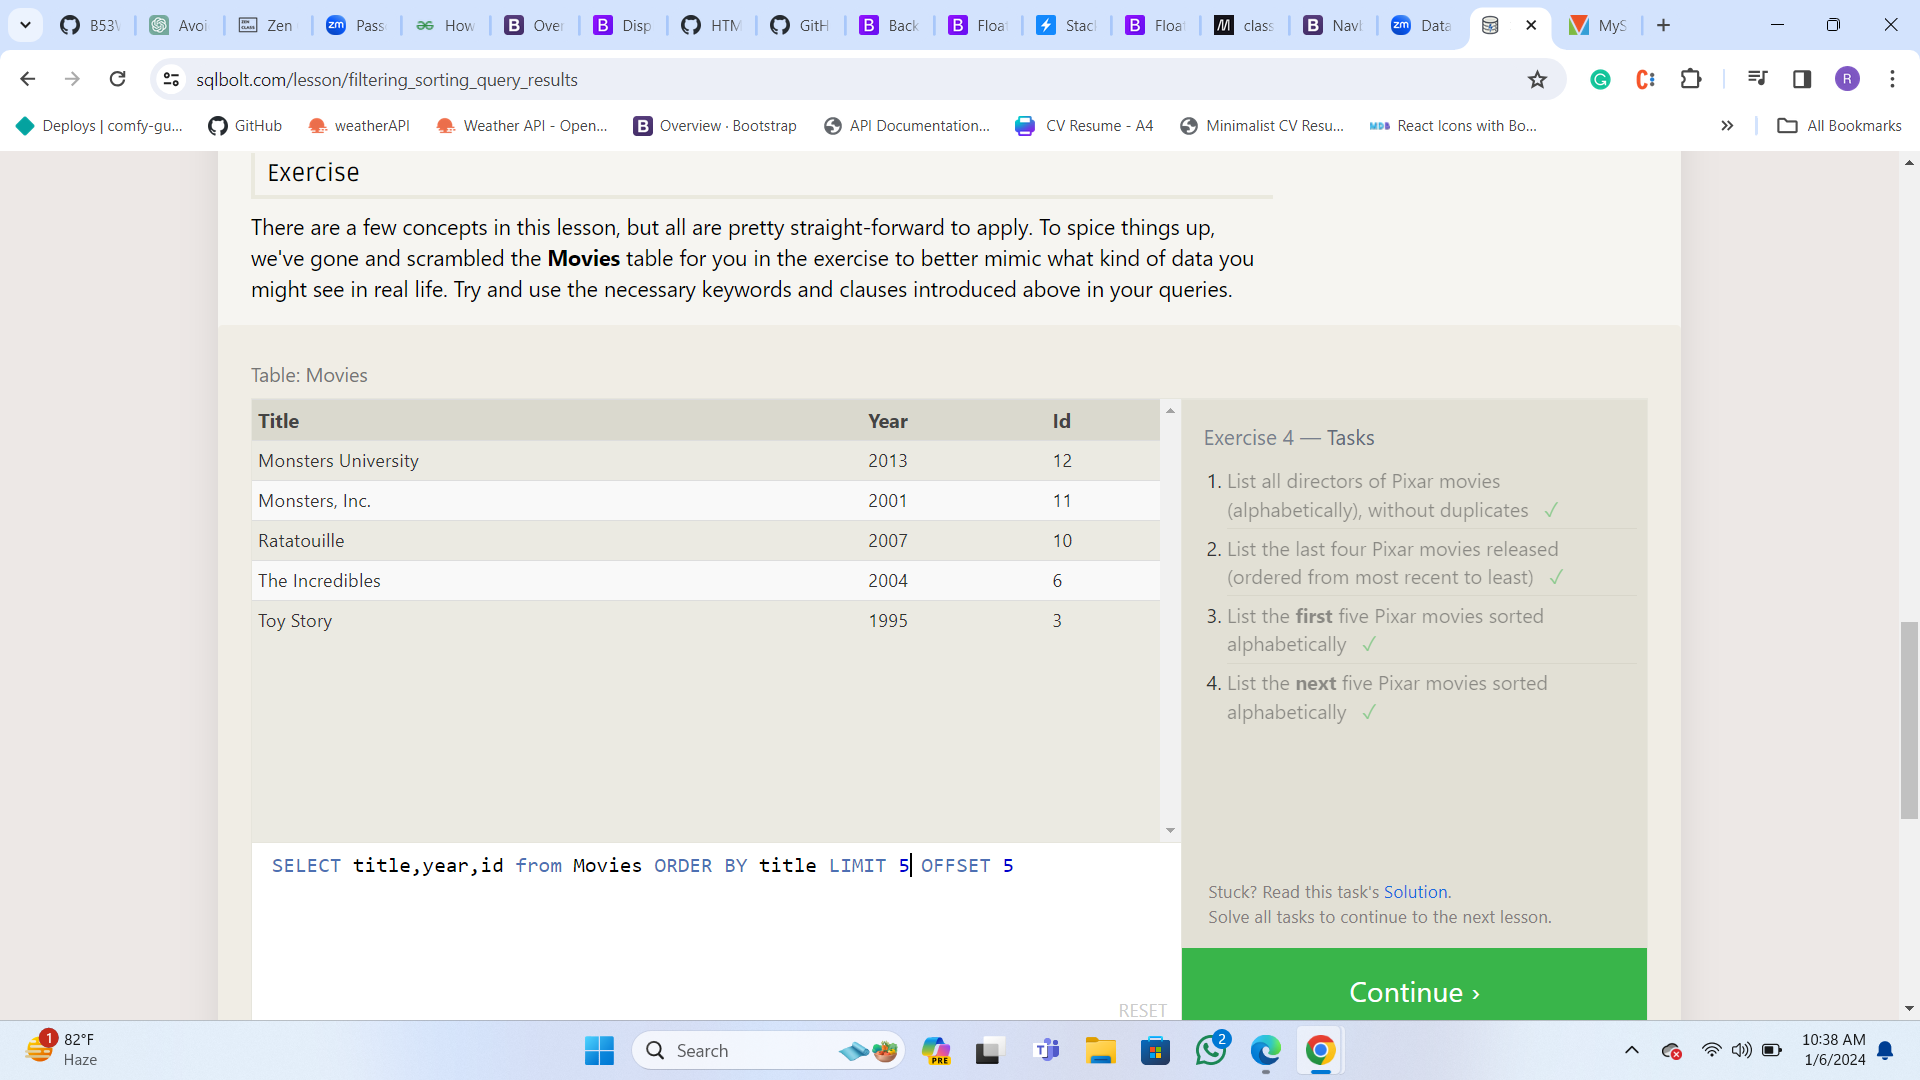 B53V
Avoi
Zen
Pass
How
Over
Disp
HTM
GitH
Back
Float
Stacl
Float
class
Navb
Data
MyS
sqlbolt.com/lesson/filtering_sorting_query_results
R
Deploys | comfy-gu...
GitHub
weatherAPI
Weather API - Open...
Overview · Bootstrap
API Documentation...
CV Resume - A4
Minimalist CV Resu...
React Icons with Bo...
All Bookmarks
Exercise
There are a few concepts in this lesson, but all are pretty straight-forward to apply. To spice things up,
we've gone and scrambled the Movies table for you in the exercise to better mimic what kind of data you
might see in real life. Try and use the necessary keywords and clauses introduced above in your queries.
Table: Movies
Title Year Id
Monsters University 2013 12
Monsters, Inc. 2001 11
Ratatouille 2007 10
The Incredibles 2004 6
Toy Story 1995 3
SELECT title,year,id from Movies ORDER BY title LIMIT 5 OFFSET 5
RESET
Exercise 4 — Tasks
1. List all directors of Pixar movies
(alphabetically), without duplicates ✓
2. List the last four Pixar movies released
(ordered from most recent to least) ✓
3. List the first five Pixar movies sorted
alphabetically ✓
4. List the next five Pixar movies sorted
alphabetically ✓
Stuck? Read this task's Solution.
Solve all tasks to continue to the next lesson.
Continue ›
1
82°F
Haze
Search
PRE
2
10:38 AM
1/6/2024